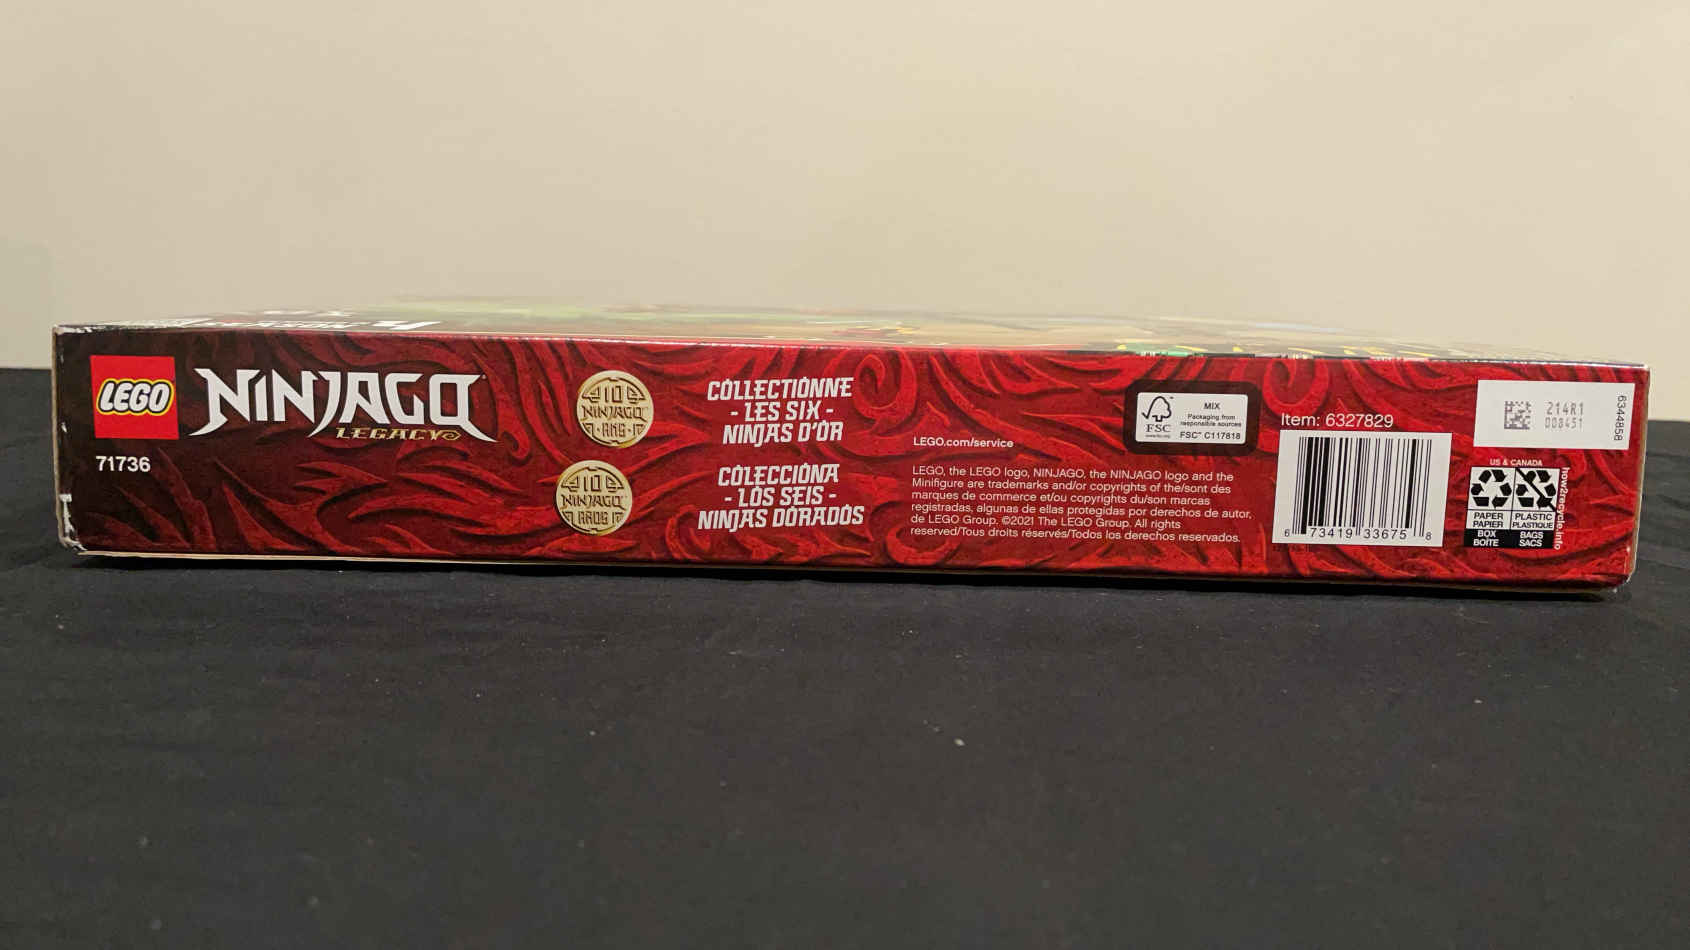 LEGO
NINJAGO
LEGACY
71736
10
NINJAGO
ANS
COLLECTIONNE
- LES SIX -
NINJAS D'OR
10
NINJAGO
AÑOS
COLECCIONA
- LOS SEIS -
NINJAS DORADOS
LEGO.com/service
LEGO, the LEGO logo, NINJAGO, the NINJAGO logo and the
Minifigure are trademarks and/or copyrights of the/sont des
marques de commerce et/ou copyrights du/son marcas
registradas, algunas de ellas protegidas por derechos de autor,
de LEGO Group. ©2021 The LEGO Group. All rights
reserved/Tous droits réservés/Todos los derechos reservados.
FSC
www.fsc.org
MIX
Packaging from
responsible sources
FSC™ C117818
Item: 6327829
6 73419 33675 8
214R1
008451
6344858
US & CANADA
PAPER
PAPIER
BOX
BOÎTE
PLASTIC
PLASTIQUE
BAGS
SACS
how2recycle.info